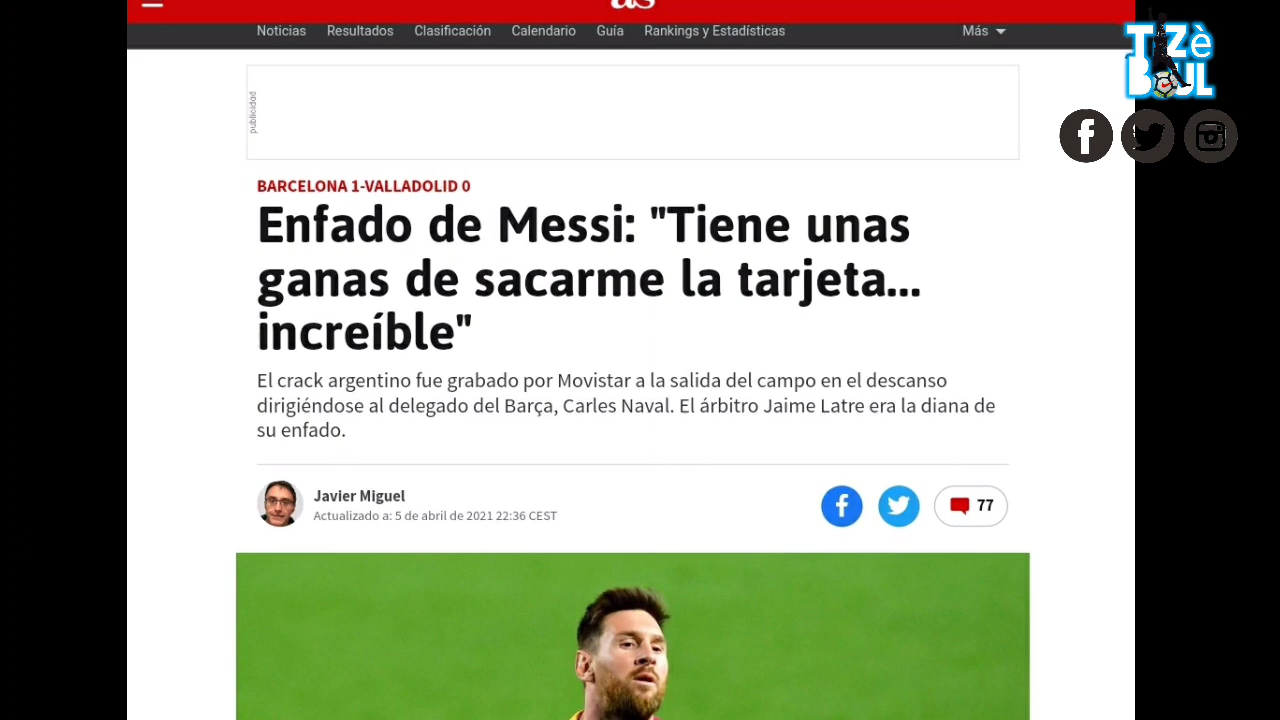 as
Noticias Resultados Clasificación Calendario Guía Rankings y Estadísticas Más
T Zè
BOUL
publicidad
BARCELONA 1-VALLADOLID 0
Enfado de Messi: "Tiene unas
ganas de sacarme la tarjeta...
increíble"
El crack argentino fue grabado por Movistar a la salida del campo en el descanso
dirigiéndose al delegado del Barça, Carles Naval. El árbitro Jaime Latre era la diana de
su enfado.
Javier Miguel
Actualizado a: 5 de abril de 2021 22:36 CEST
77